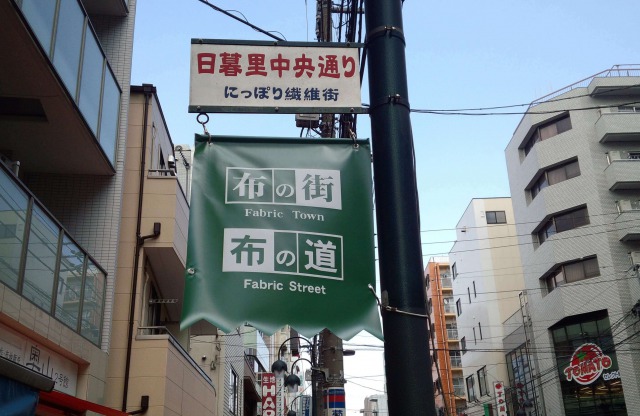 日暮里中央通り
にっぽり繊維街
布の街
Fabric Town
布の道
Fabric Street
TOMATO